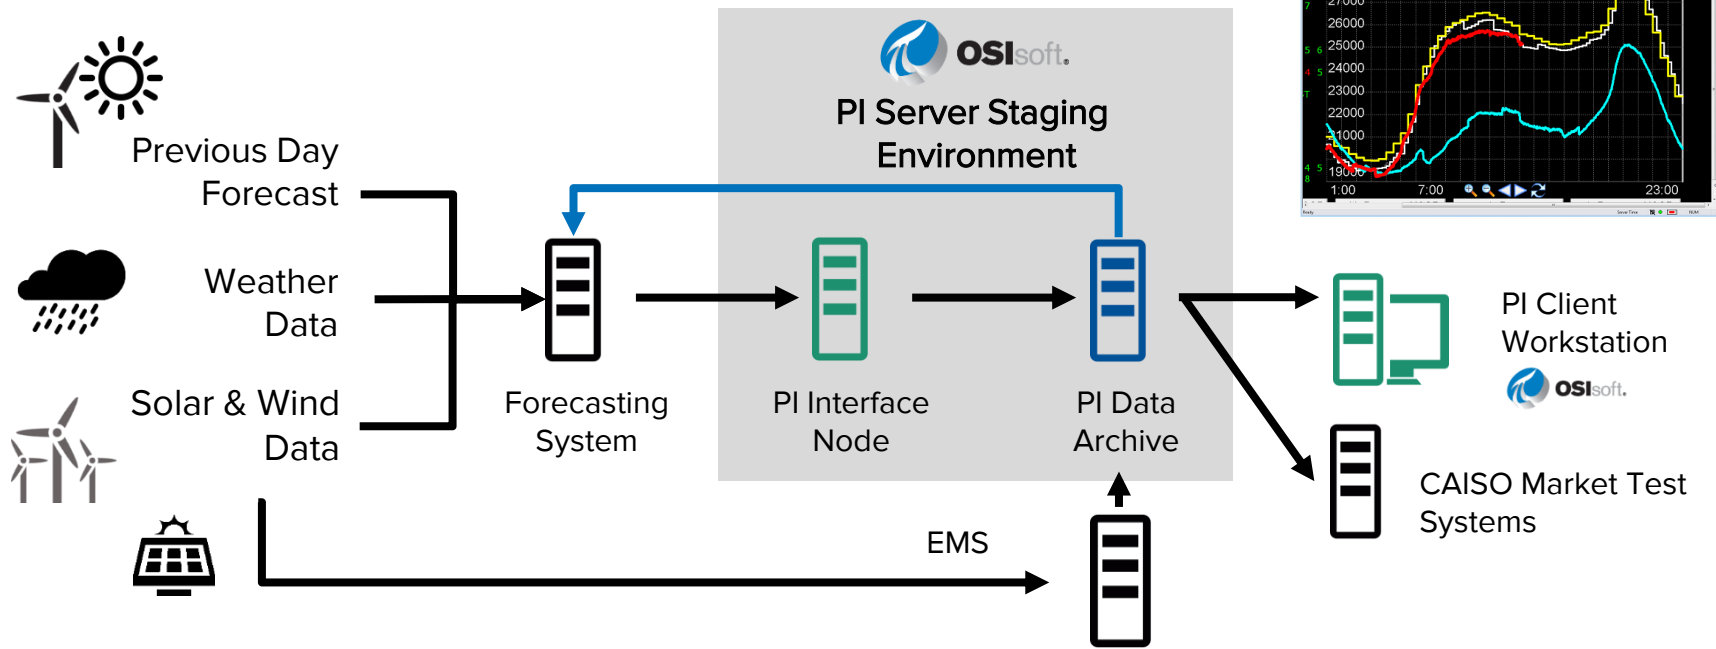 27000
26000
25000
24000
23000
22000
1000
19000
1:00
7:00
23:00
OSIsoft.
PI Server Staging
Environment
Previous Day
Forecast
Weather
Data
Solar & Wind
Data
Forecasting
System
PI Interface
Node
PI Data
Archive
PI Client
Workstation
OSIsoft.
CAISO Market Test
Systems
EMS